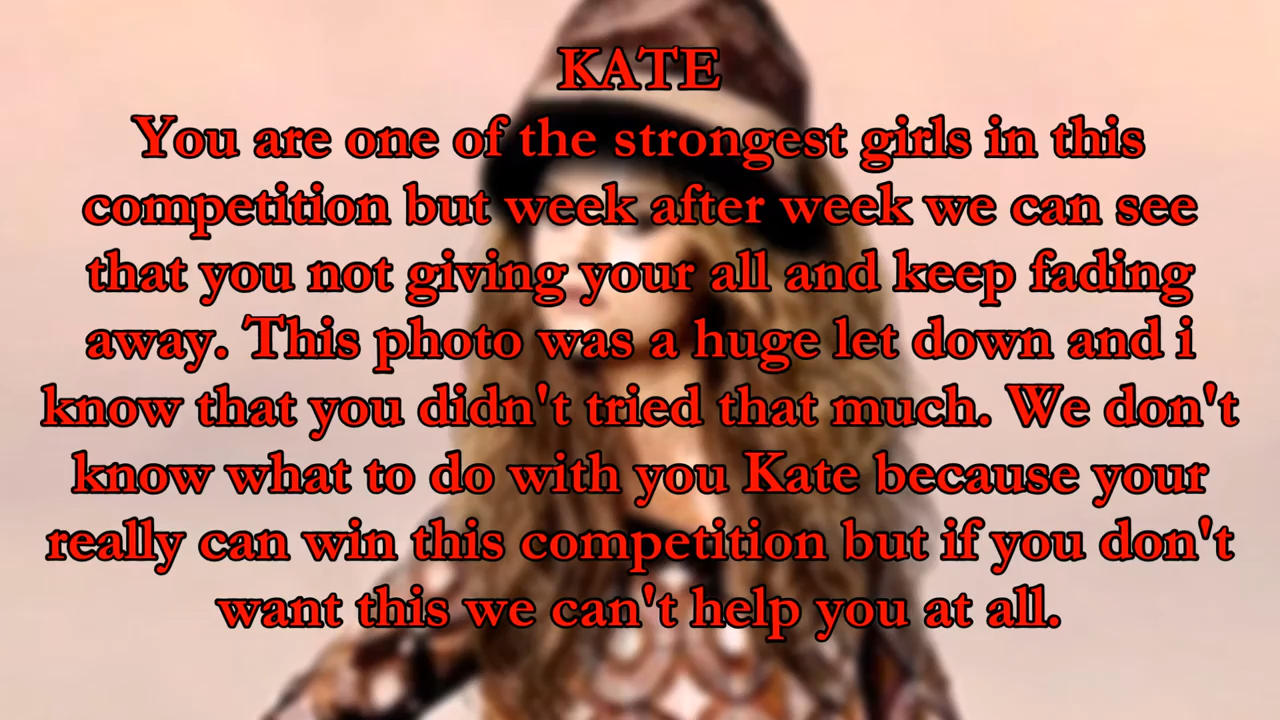 KATE
You are one of the strongest girls in this
competition but week after week we can see
that you not giving your all and keep fading
away. This photo was a huge let down and i
know that you didn't tried that much. We don't
know what to do with you Kate because your
really can win this competition but if you don't
want this we can't help you at all.